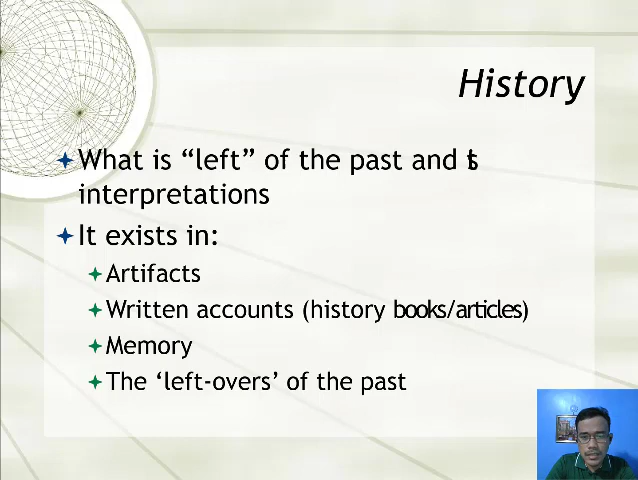 History
What is “left” of the past and its
interpretations
It exists in:
Artifacts
Written accounts (history books/articles)
Memory
The ‘left-overs’ of the past